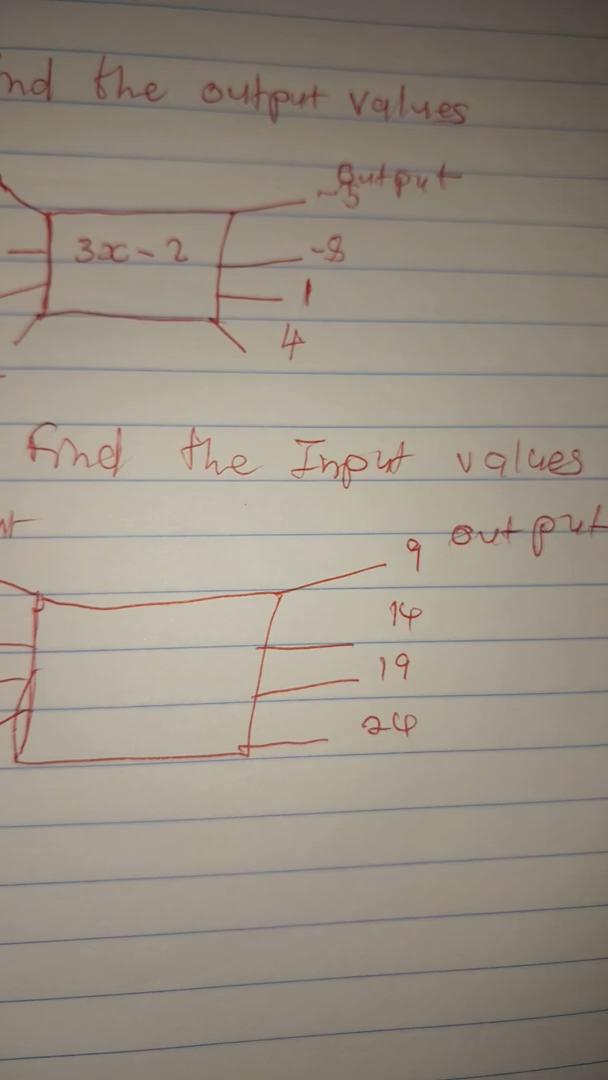 nd the output values
output
-5
3x - 2 -8
1
4
find the Input values
output
9
14
19
24